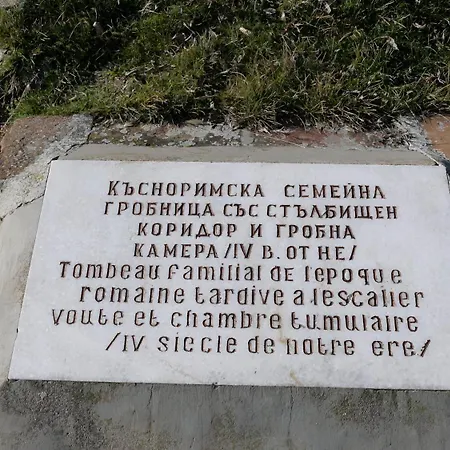 КЪСНОРИМСКА СЕМЕЙНА
ГРОБНИЦА СЪС СТЪЛБИЩЕН
КОРИДОР И ГРОБНА
КАМЕРА /IV В. ОТ НЕ/
Tombeau familial de l'epoque
romaine tardive a lescalier
voute et chambre tumulaire
/IV siecle de notre ere/